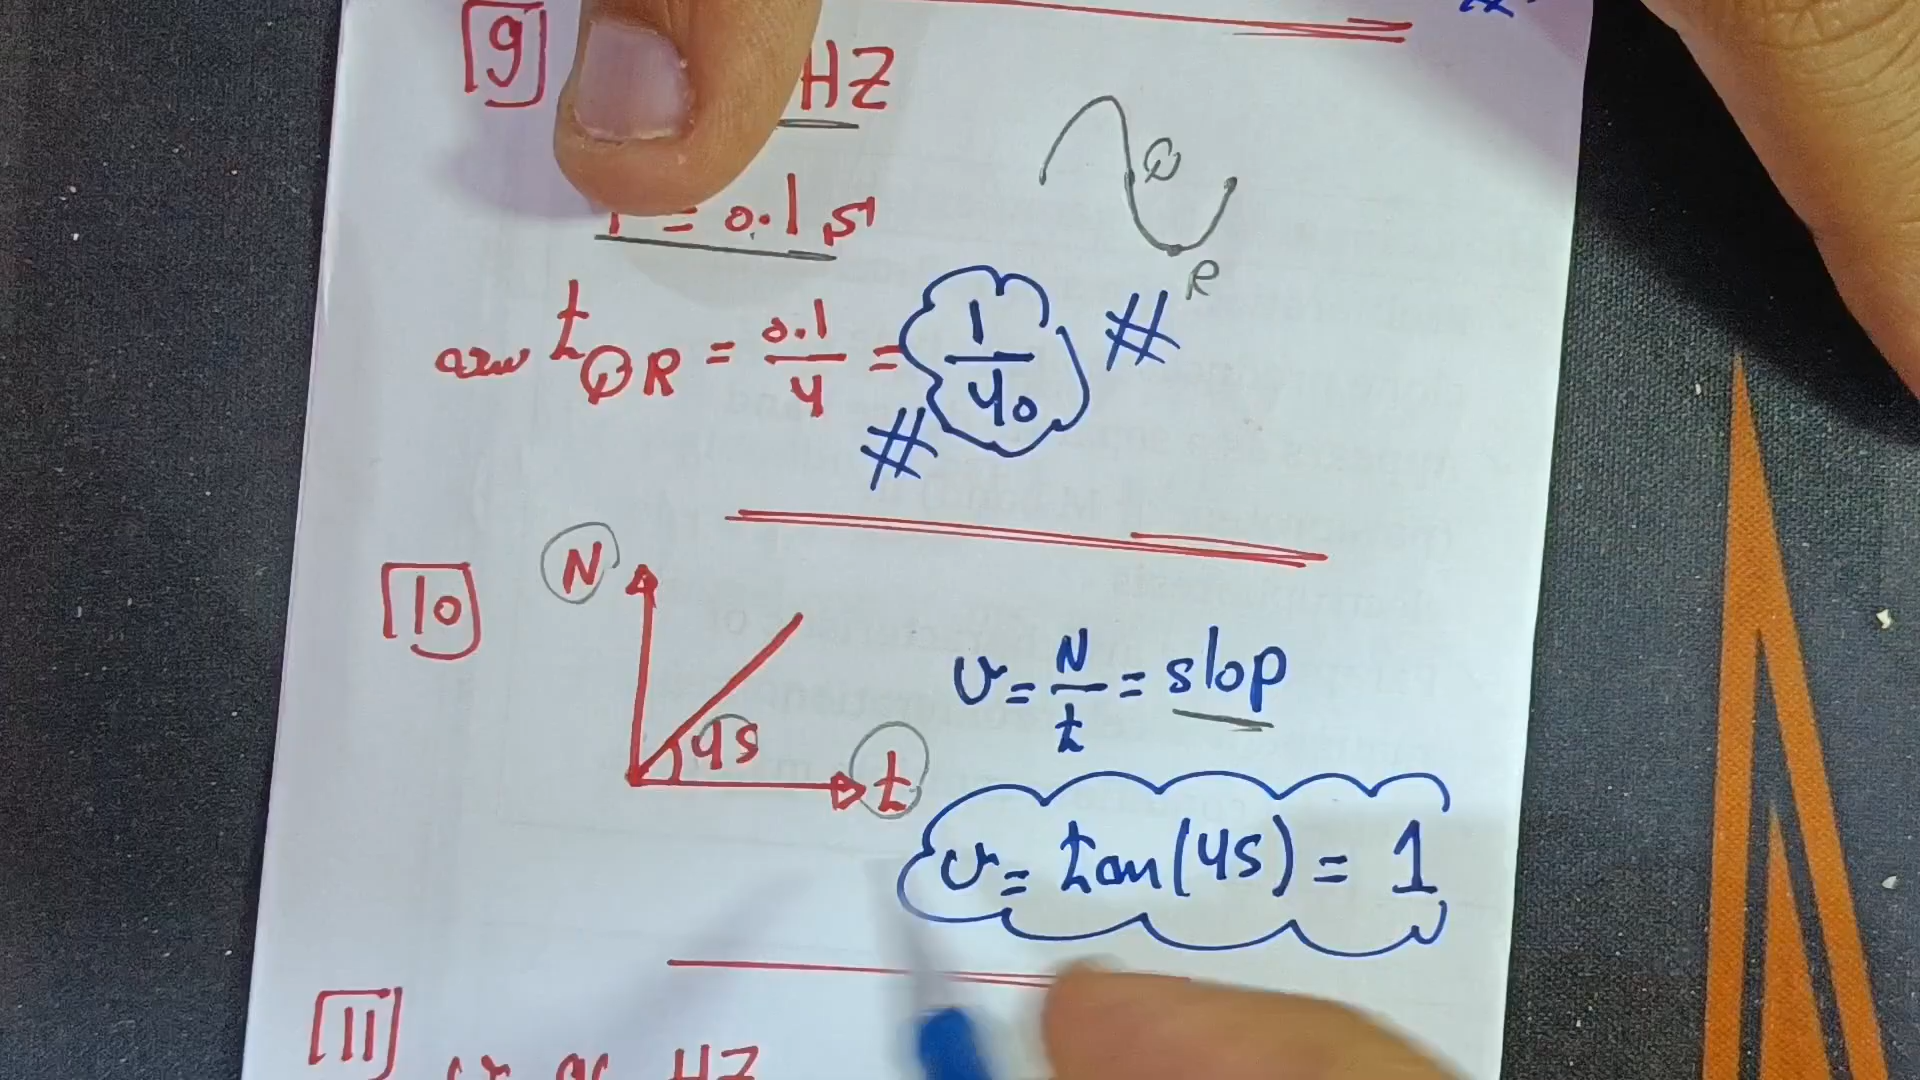 9
HZ
= 0.1 s
Q
R
t QR = 0.1 / 4 = 1 / 40
#
#
10
N
45
t
ν = N / t = slop
ν = tan(45) = 1
11
HZ